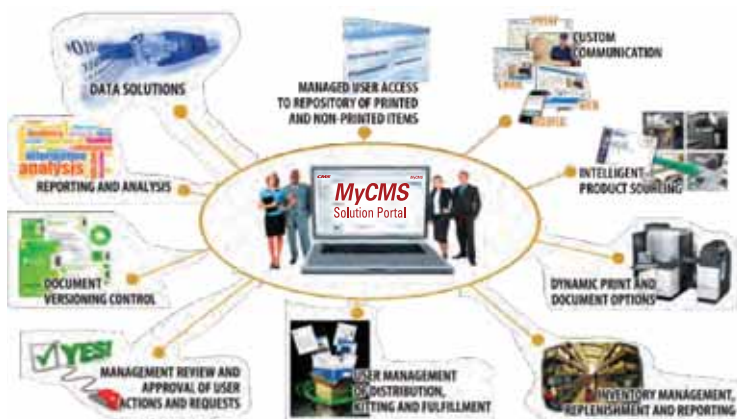 DATA SOLUTIONS
MANAGED USER ACCESS
TO REPOSITORY OF PRINTED
AND NON-PRINTED ITEMS
PRINT
EMAIL
WEB
MOBILE
CUSTOM
COMMUNICATION
analysis
REPORTING AND ANALYSIS
MyCMS
Solution Portal
INTELLIGENT
PRODUCT SOURCING
DOCUMENT
VERSIONING CONTROL
DYNAMIC PRINT AND
DOCUMENT OPTIONS
YES!
MANAGEMENT REVIEW AND
APPROVAL OF USER
ACTIONS AND REQUESTS
USER MANAGEMENT
OF DISTRIBUTION,
KITTING AND FULFILLMENT
INVENTORY MANAGEMENT,
REPLENISHMENT AND REPORTING